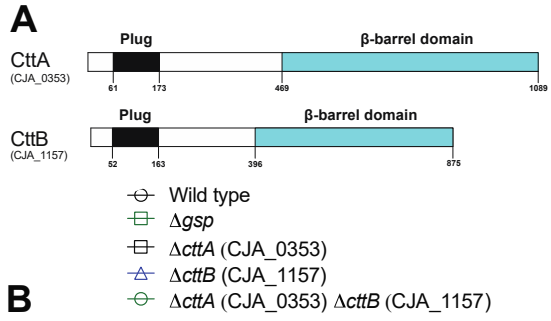 A
Plug β-barrel domain
CttA
(CJA_0353)
61 173 469 1089
Plug β-barrel domain
CttB
(CJA_1157)
52 163 396 875
Wild type
Δgsp
ΔcttA (CJA_0353)
ΔcttB (CJA_1157)
ΔcttA (CJA_0353) ΔcttB (CJA_1157)
B